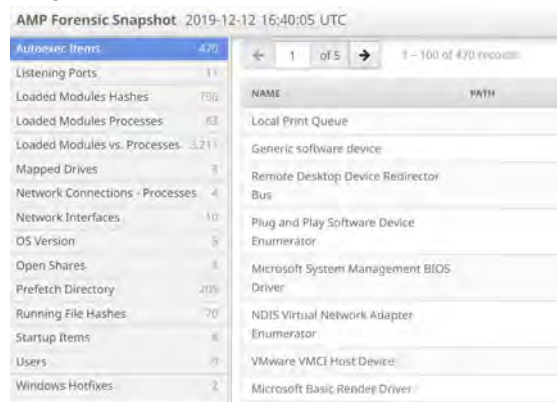 AMP Forensic Snapshot 2019-12-12 16:40:05 UTC
Autoexec Items 470
Listening Ports 11
Loaded Modules Hashes 796
Loaded Modules Processes 63
Loaded Modules vs. Processes 3,211
Mapped Drives 3
Network Connections - Processes 4
Network Interfaces 10
OS Version 5
Open Shares
Prefetch Directory 205
Running File Hashes 70
Startup Items
Users
Windows Hotfixes 2
← 1 of 5 → 1 – 100 of 470 records
NAME PATH
Local Print Queue
Generic software device
Remote Desktop Device Redirector
Bus
Plug and Play Software Device
Enumerator
Microsoft System Management BIOS
Driver
NDIS Virtual Network Adapter
Enumerator
VMware VMCI Host Device
Microsoft Basic Render Driver